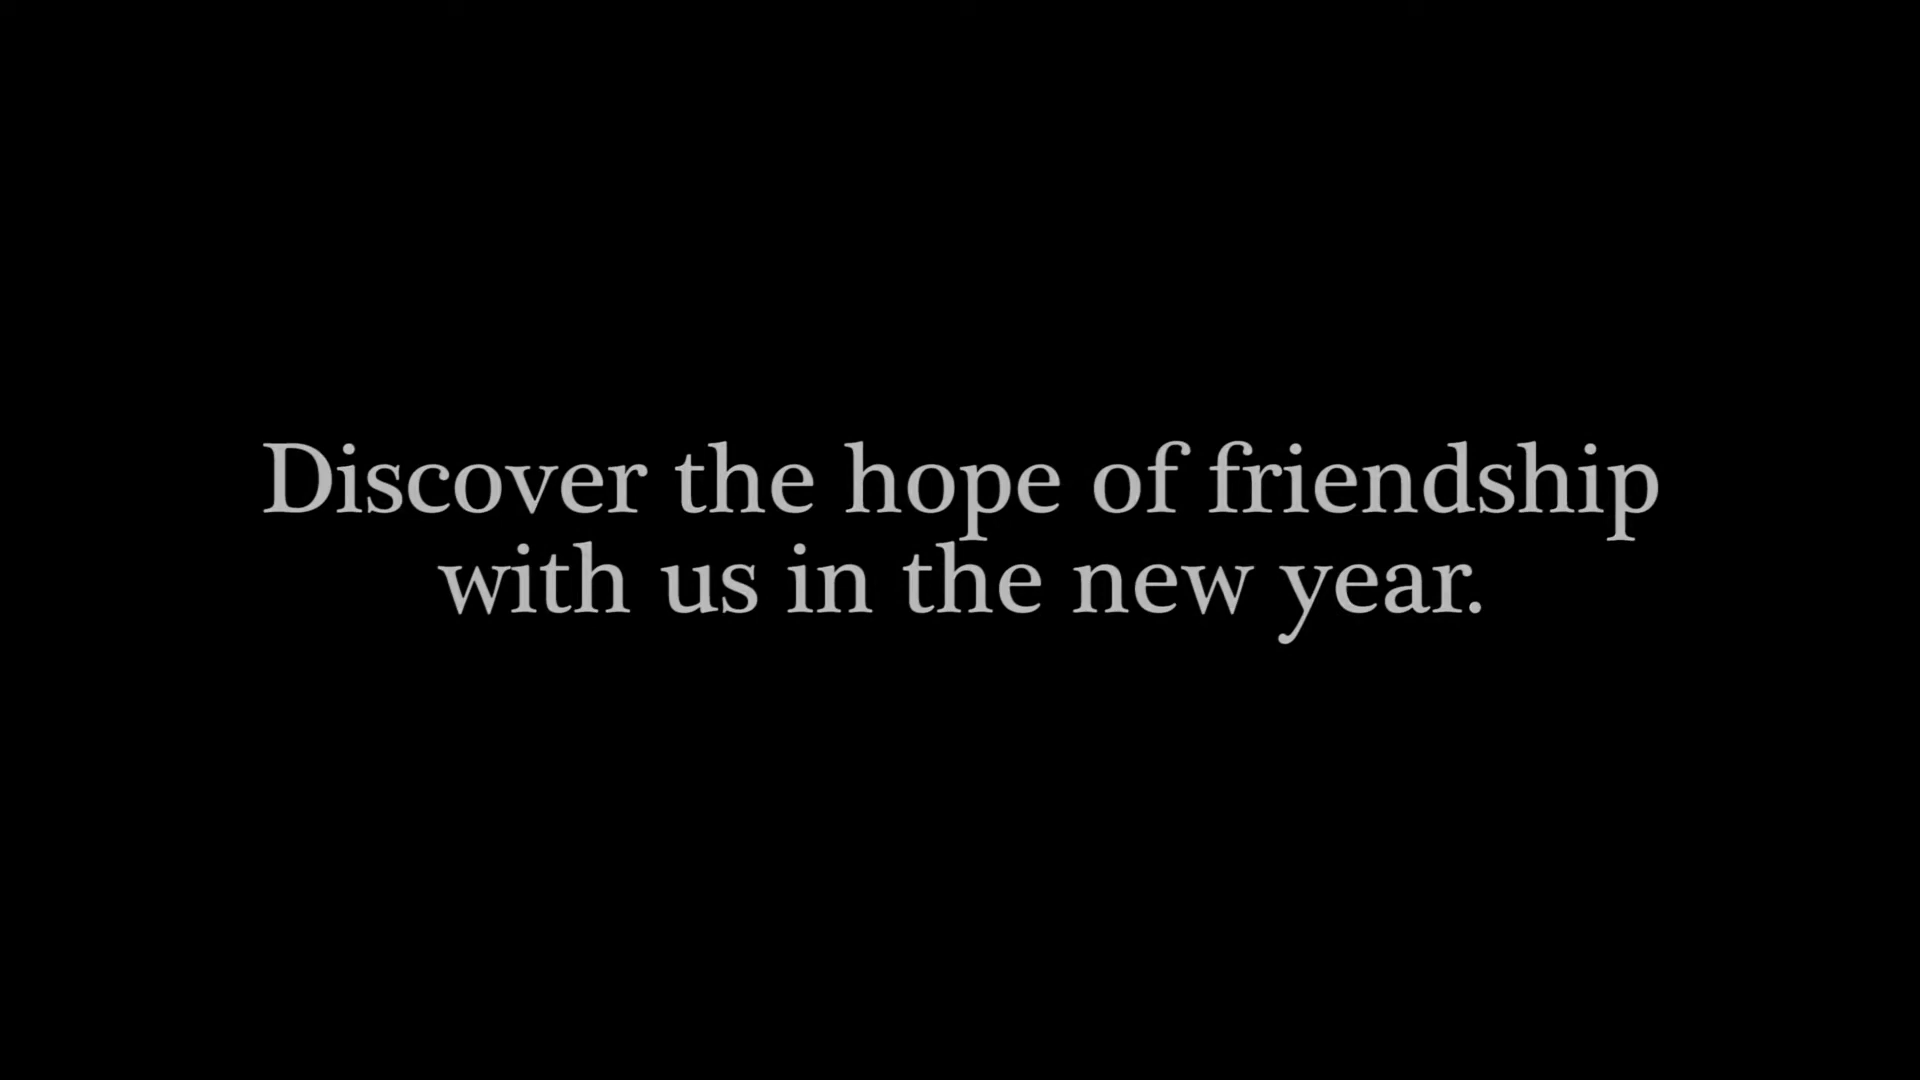 Discover the hope of friendship
with us in the new year.